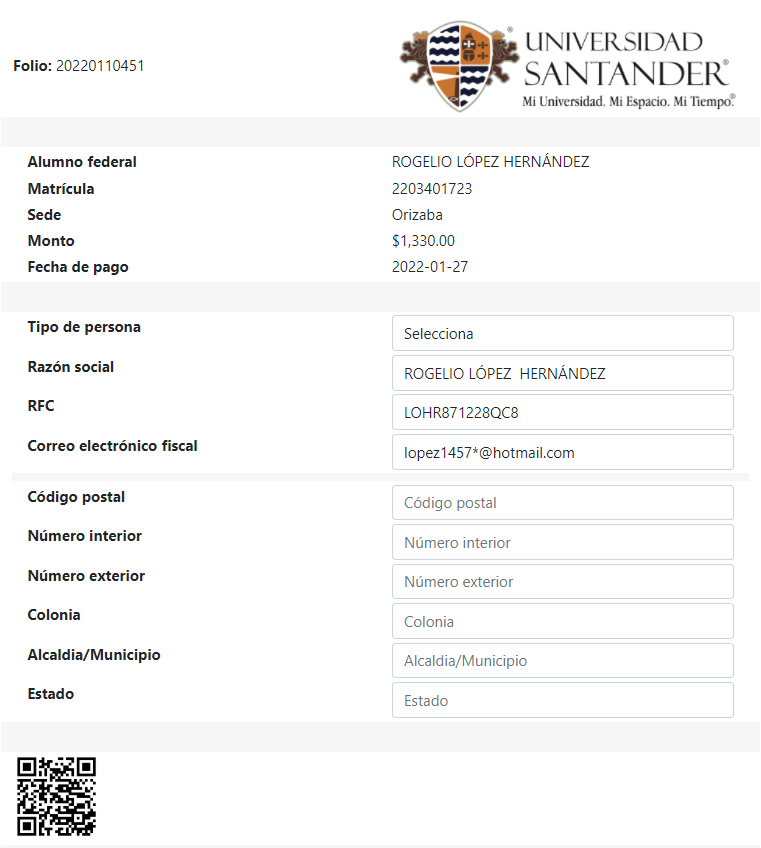 Folio: 20220110451
UNIVERSIDAD
SANTANDER®
Mi Universidad. Mi Espacio. Mi Tiempo.®
Alumno federal ROGELIO LÓPEZ HERNÁNDEZ
Matrícula 2203401723
Sede Orizaba
Monto $1,330.00
Fecha de pago 2022-01-27
Tipo de persona Selecciona
Razón social ROGELIO LÓPEZ  HERNÁNDEZ
RFC LOHR871228QC8
Correo electrónico fiscal lopez1457*@hotmail.com
Código postal Código postal
Número interior Número interior
Número exterior Número exterior
Colonia Colonia
Alcaldia/Municipio Alcaldia/Municipio
Estado Estado